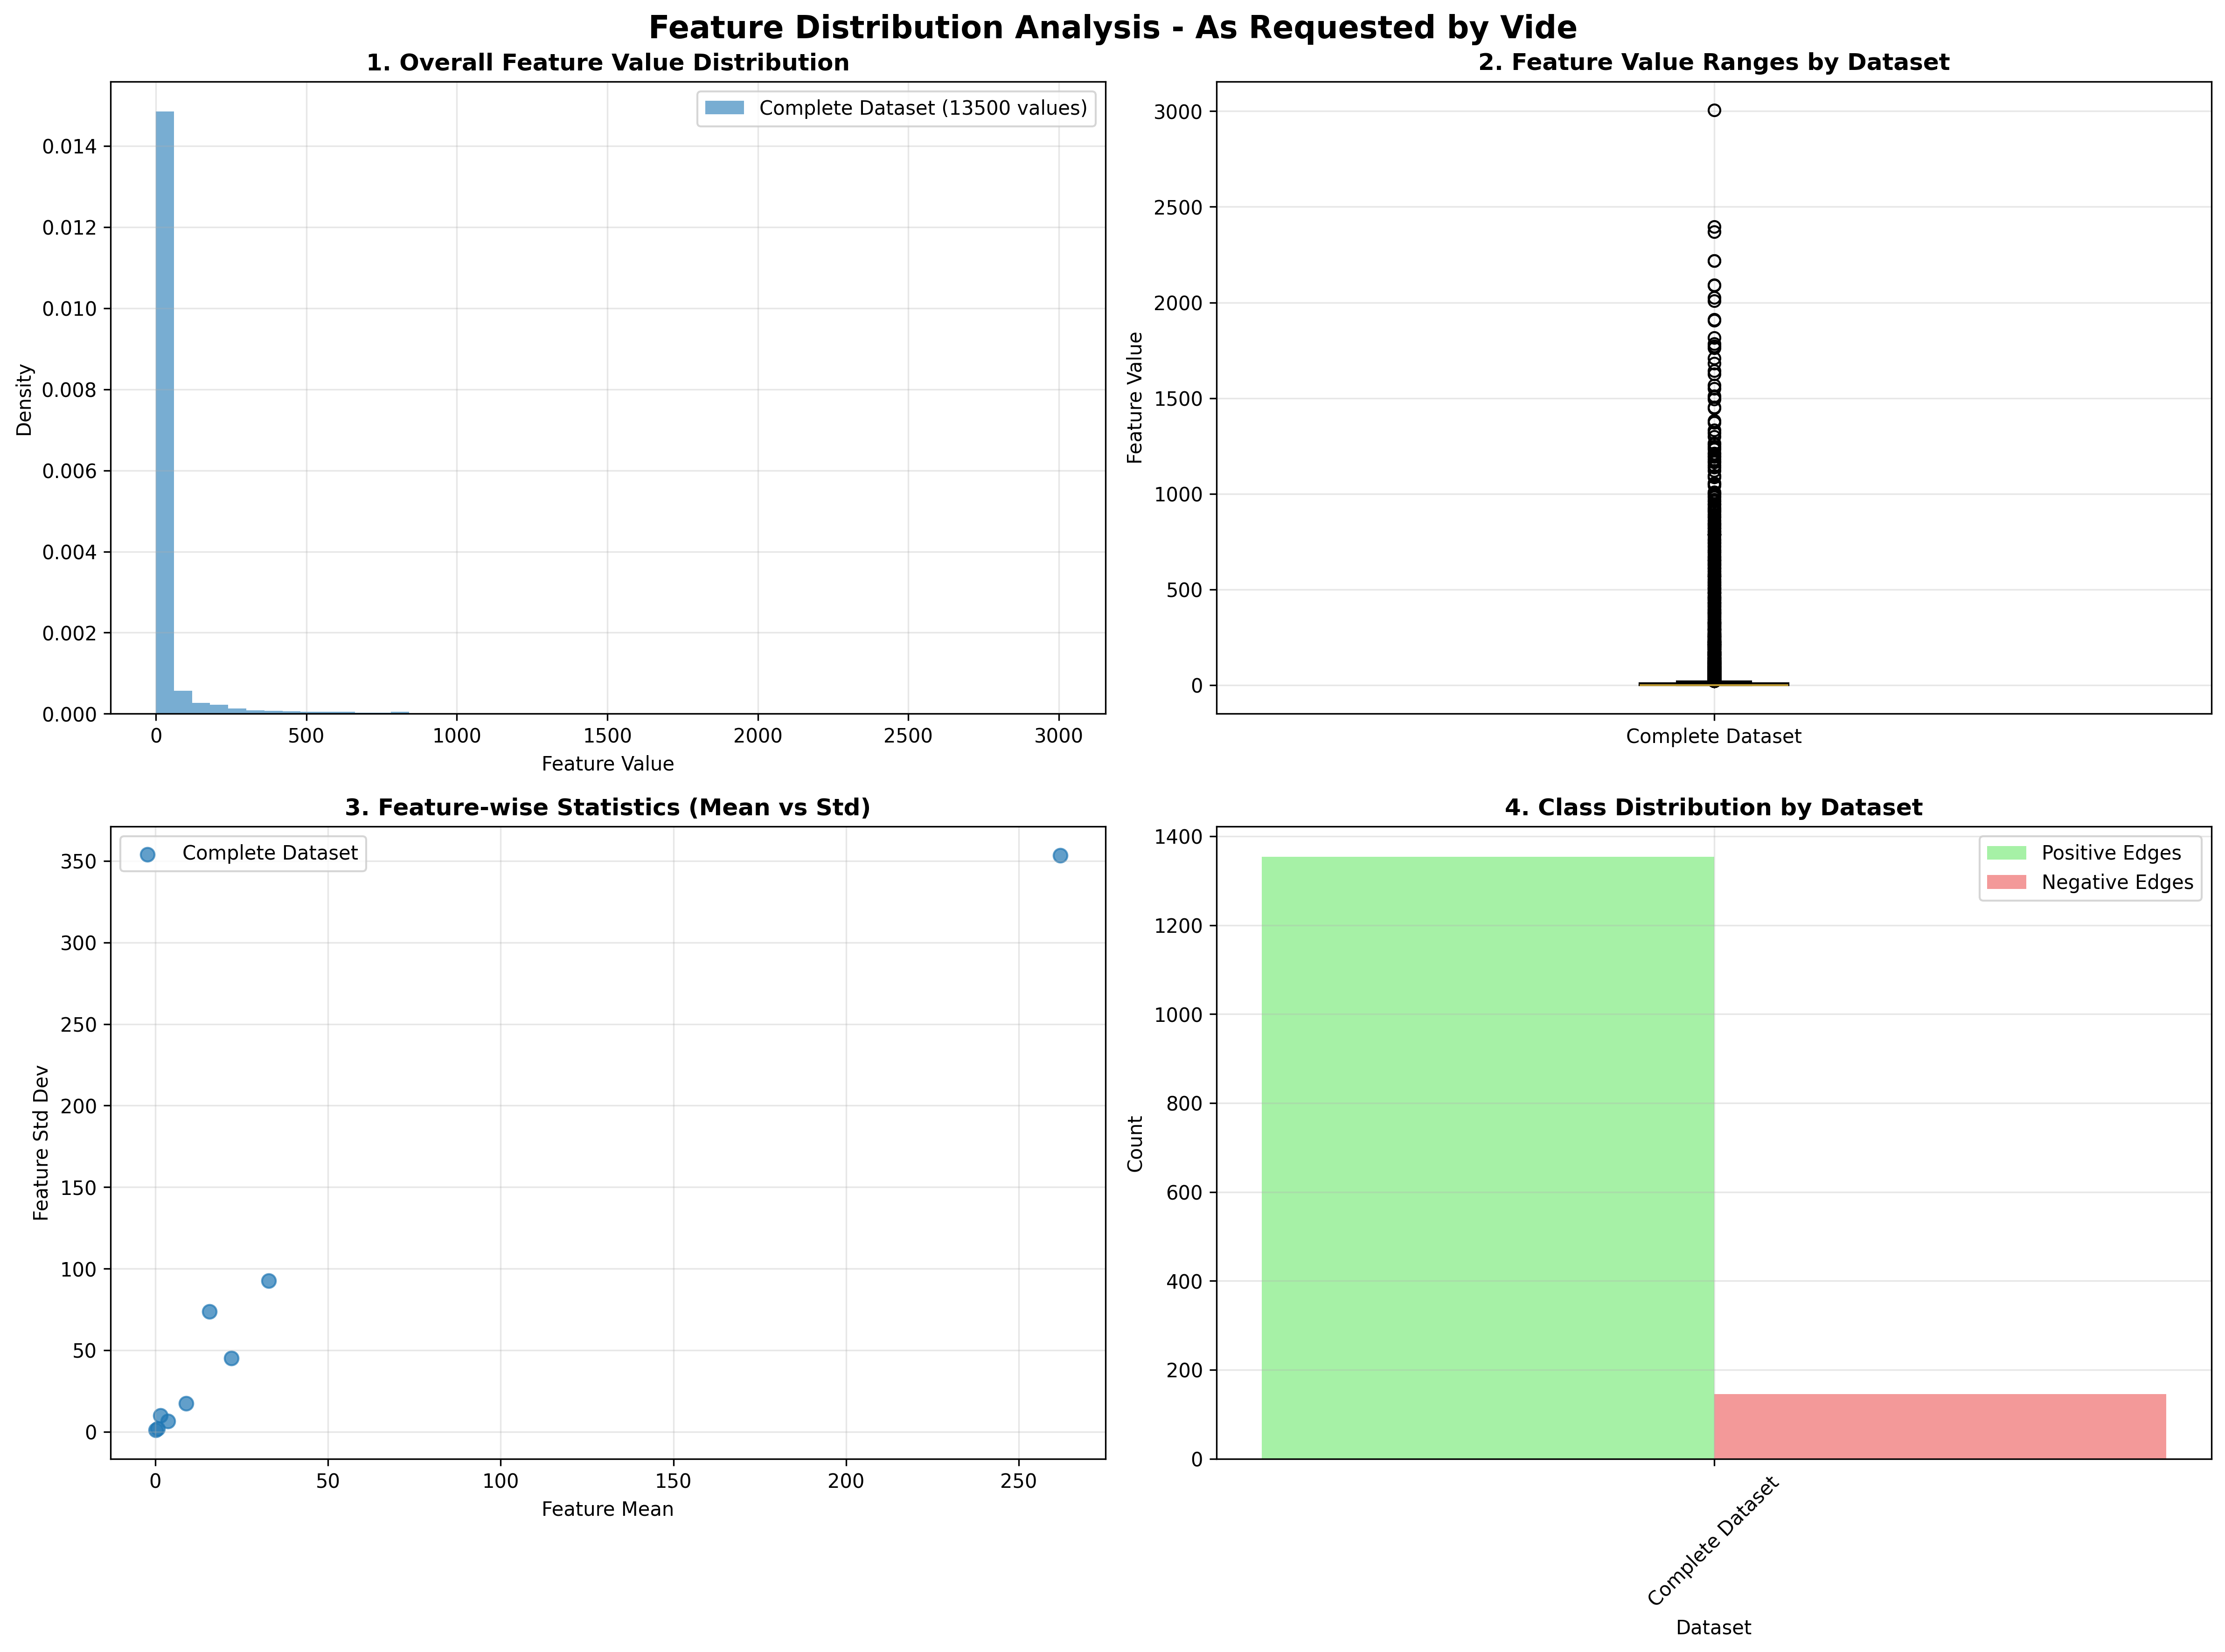 Feature Distribution Analysis - As Requested by Vide
1. Overall Feature Value Distribution
Complete Dataset (13500 values)
Density
0.014
0.012
0.010
0.008
0.006
0.004
0.002
0.000
0 500 1000 1500 2000 2500 3000
Feature Value
2. Feature Value Ranges by Dataset
Feature Value
3000
2500
2000
1500
1000
500
0
Complete Dataset
3. Feature-wise Statistics (Mean vs Std)
Complete Dataset
Feature Std Dev
350
300
250
200
150
100
50
0
0 50 100 150 200 250
Feature Mean
4. Class Distribution by Dataset
Positive Edges
Negative Edges
Count
1400
1200
1000
800
600
400
200
0
Complete Dataset
Dataset